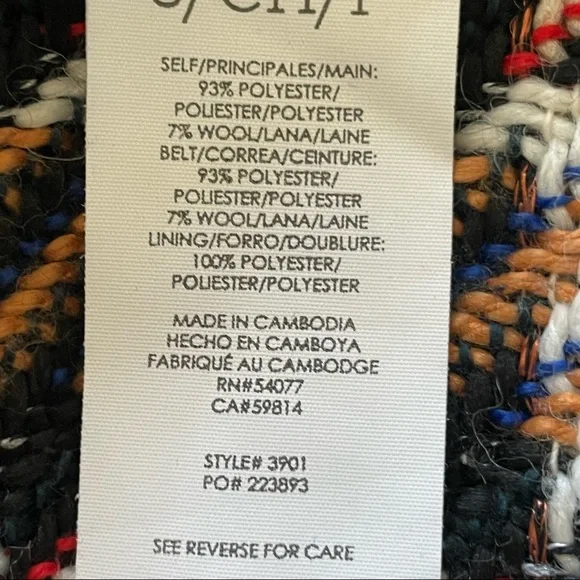 S/CH/P
SELF/PRINCIPALES/MAIN:
93% POLYESTER/
POLIESTER/POLYESTER
7% WOOL/LANA/LAINE
BELT/CORREA/CEINTURE:
93% POLYESTER/
POLIESTER/POLYESTER
7% WOOL/LANA/LAINE
LINING/FORRO/DOUBLURE:
100% POLYESTER/
POLIESTER/POLYESTER
MADE IN CAMBODIA
HECHO EN CAMBOYA
FABRIQUÉ AU CAMBODGE
RN#54077
CA#59814
STYLE# 3901
PO# 223893
SEE REVERSE FOR CARE